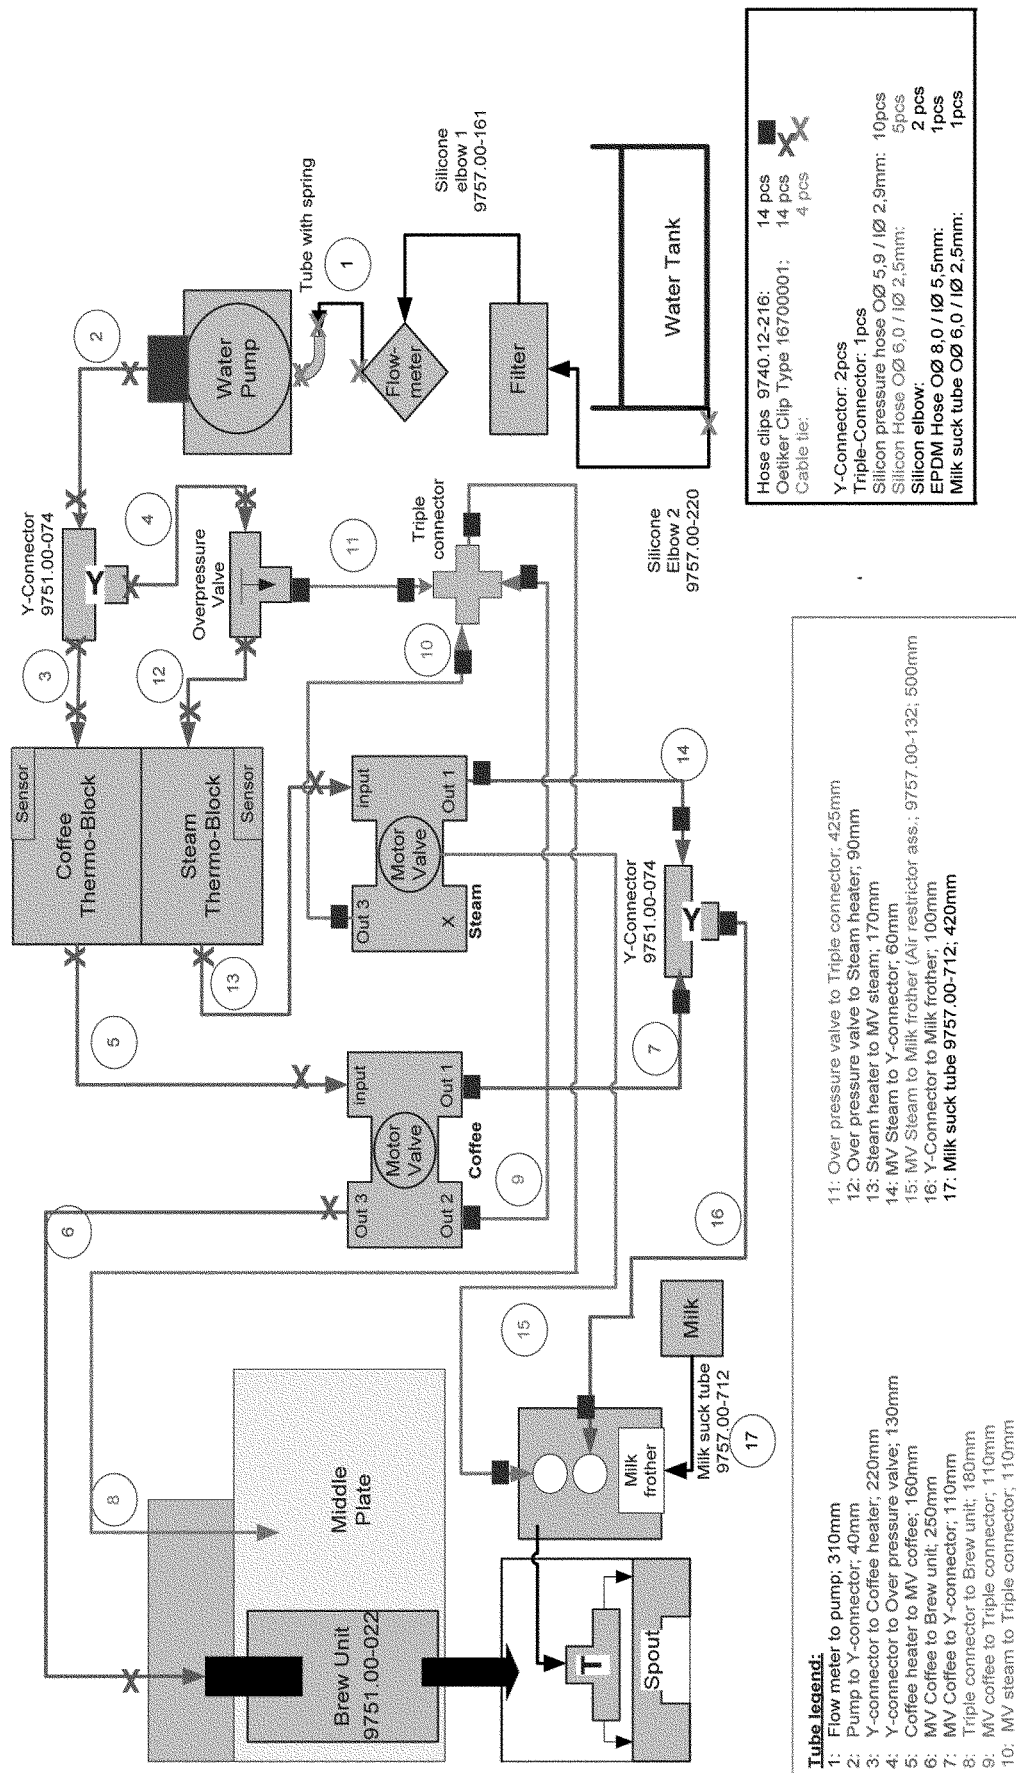 Sensor
Coffee
Thermo-Block
Steam
Thermo-Block
Sensor
3
12
Y-Connector
9751.00-074
Y
4
Overpressure
Valve
2
Water
Pump
Tube with spring
1
Flow-
meter
Silicone
elbow 1
9757.00-161
Filter
Water Tank
Silicone
Elbow 2
9757.00-220
11
Triple
connector
10
5
13
6
Out 3
input
Motor
Valve
Out 2
Out 1
Coffee
Out 3
input
Motor
Valve
X
Out 1
Steam
9
7
14
Y-Connector
9751.00-074
Y
16
8
Middle
Plate
Brew Unit
9751.00-022
15
Milk
frother
Milk
Milk suck tube
9757.00-712
17
T
Spout
Hose clips 9740.12-216: 14 pcs
Oetiker Clip Type 16700001: 14 pcs
Cable tie: 4 pcs
Y-Connector: 2pcs
Triple-Connector: 1pcs
Silicon pressure hose OØ 5,9 / IØ 2,9mm: 10pcs
Silicon Hose OØ 6,0 / IØ 2,5mm: 5pcs
Silicon elbow: 2 pcs
EPDM Hose OØ 8,0 / IØ 5,5mm: 1pcs
Milk suck tube OØ 6,0 / IØ 2,5mm: 1pcs
Tube legend:
1: Flow meter to pump; 310mm
2: Pump to Y-connector; 40mm
3: Y-connector to Coffee heater; 220mm
4: Y-connector to Over pressure valve; 130mm
5: Coffee heater to MV coffee; 160mm
6: MV Coffee to Brew unit; 250mm
7: MV Coffee to Y-connector; 110mm
8: Triple connector to Brew unit; 180mm
9: MV coffee to Triple connector; 110mm
10: MV steam to Triple connector; 110mm
11: Over pressure valve to Triple connector; 425mm
12: Over pressure valve to Steam heater; 90mm
13: Steam heater to MV steam; 170mm
14: MV Steam to Y-connector; 60mm
15: MV Steam to Milk frother (Air restrictor ass.; 9757.00-132; 500mm
16: Y-Connector to Milk frother; 100mm
17: Milk suck tube 9757.00-712; 420mm